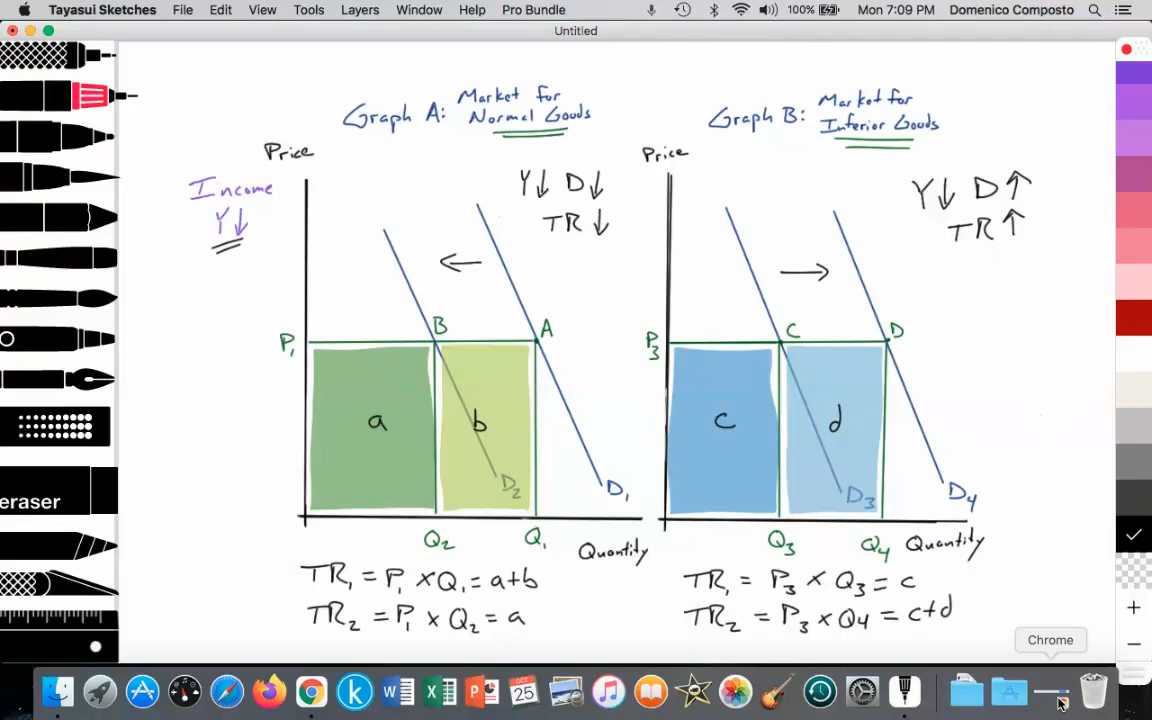 Tayasui Sketches File Edit View Tools Layers Window Help Pro Bundle 100% Mon 7:09 PM Domenico Composto
Untitled
Graph A: Market for
Normal Goods
Graph B: Market for
Inferior Goods
Price
Price
Income
Y↓
Y↓ D↓
TR↓
Y↓ D↑
TR↑
←
→
P1
B
A
P3
C
D
a
b
c
d
D2
D1
D3
D4
Q2
Q1
Quantity
Q3
Q4
Quantity
TR1 = P1 × Q1 = a+b
TR2 = P1 × Q2 = a
TR1 = P3 × Q3 = c
TR2 = P3 × Q4 = c+d
eraser
Chrome
OCT
25